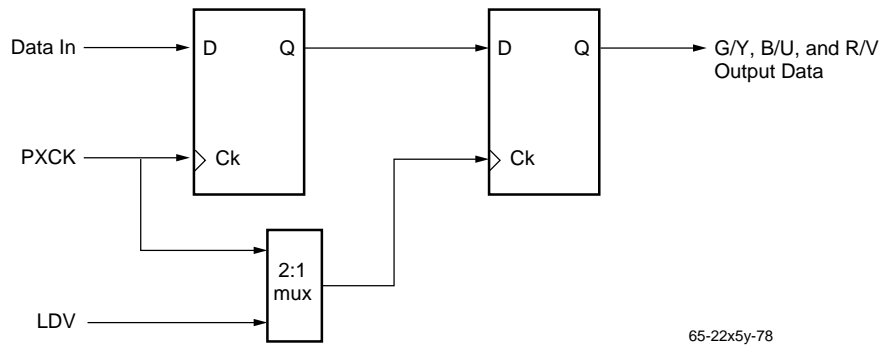 Data In
D
Q
D
Q
G/Y, B/U, and R/V
Output Data
PXCK
Ck
Ck
2:1
mux
LDV
65-22x5y-78